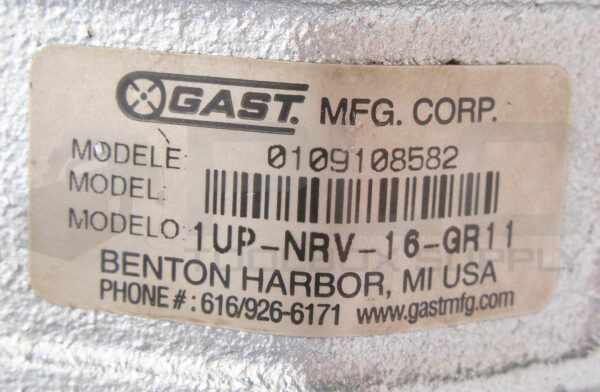 GAST. MFG. CORP.
MODELE: 0109108582
MODEL:
MODELO: 1UP-NRV-16-GR11
BENTON HARBOR, MI USA
PHONE #: 616/926-6171 www.gastmfg.com
SUPPLY